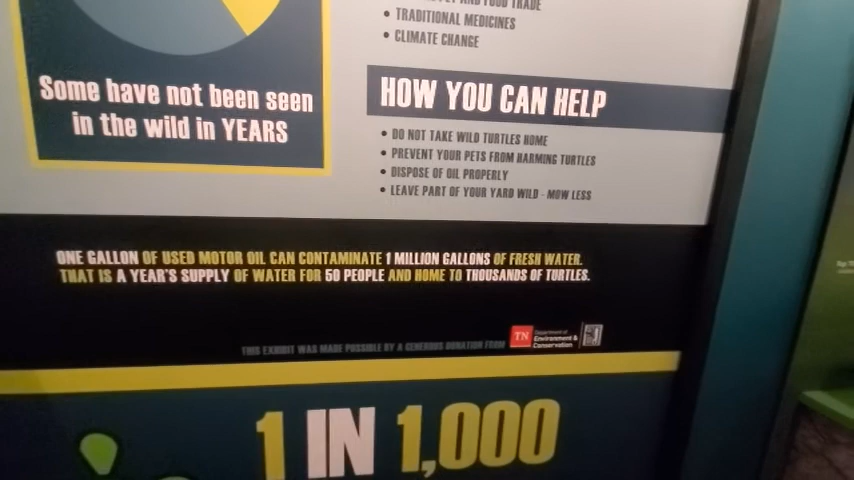 AND FOOD TRADE
• TRADITIONAL MEDICINES
• CLIMATE CHANGE
Some have not been seen
in the wild in YEARS
HOW YOU CAN HELP
• DO NOT TAKE WILD TURTLES HOME
• PREVENT YOUR PETS FROM HARMING TURTLES
• DISPOSE OF OIL PROPERLY
• LEAVE PART OF YOUR YARD WILD - MOW LESS
ONE GALLON OF USED MOTOR OIL CAN CONTAMINATE 1 MILLION GALLONS OF FRESH WATER.
THAT IS A YEAR'S SUPPLY OF WATER FOR 50 PEOPLE AND HOME TO THOUSANDS OF TURTLES.
THIS EXHIBIT WAS MADE POSSIBLE BY A GENEROUS DONATION FROM
TN
Department of
Environment &
Conservation
1 IN 1,000